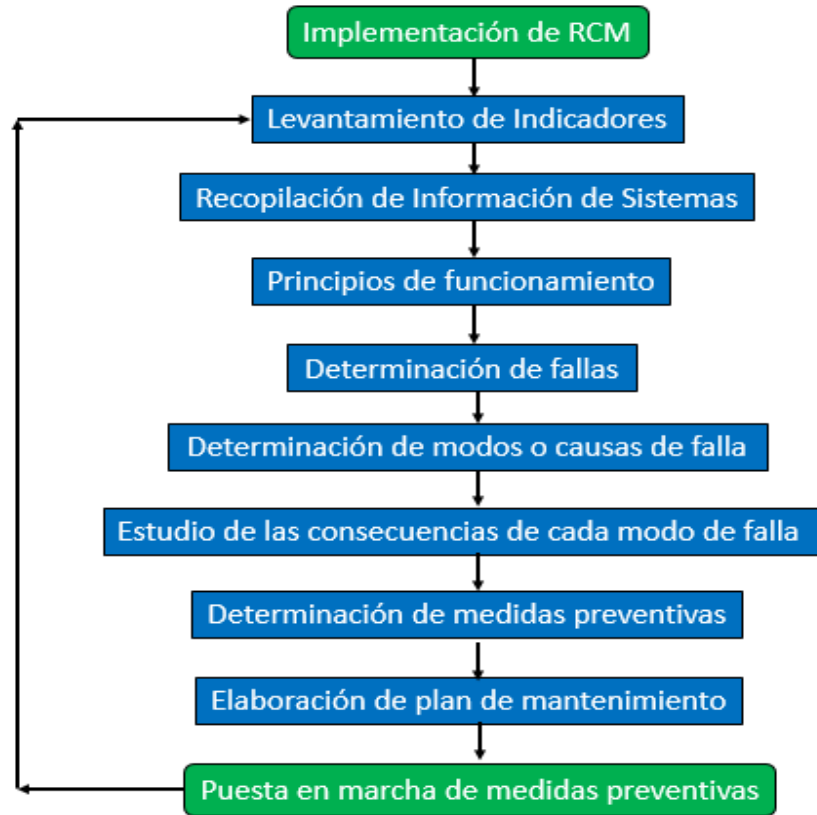 Implementación de RCM
Levantamiento de Indicadores
Recopilación de Información de Sistemas
Principios de funcionamiento
Determinación de fallas
Determinación de modos o causas de falla
Estudio de las consecuencias de cada modo de falla
Determinación de medidas preventivas
Elaboración de plan de mantenimiento
Puesta en marcha de medidas preventivas